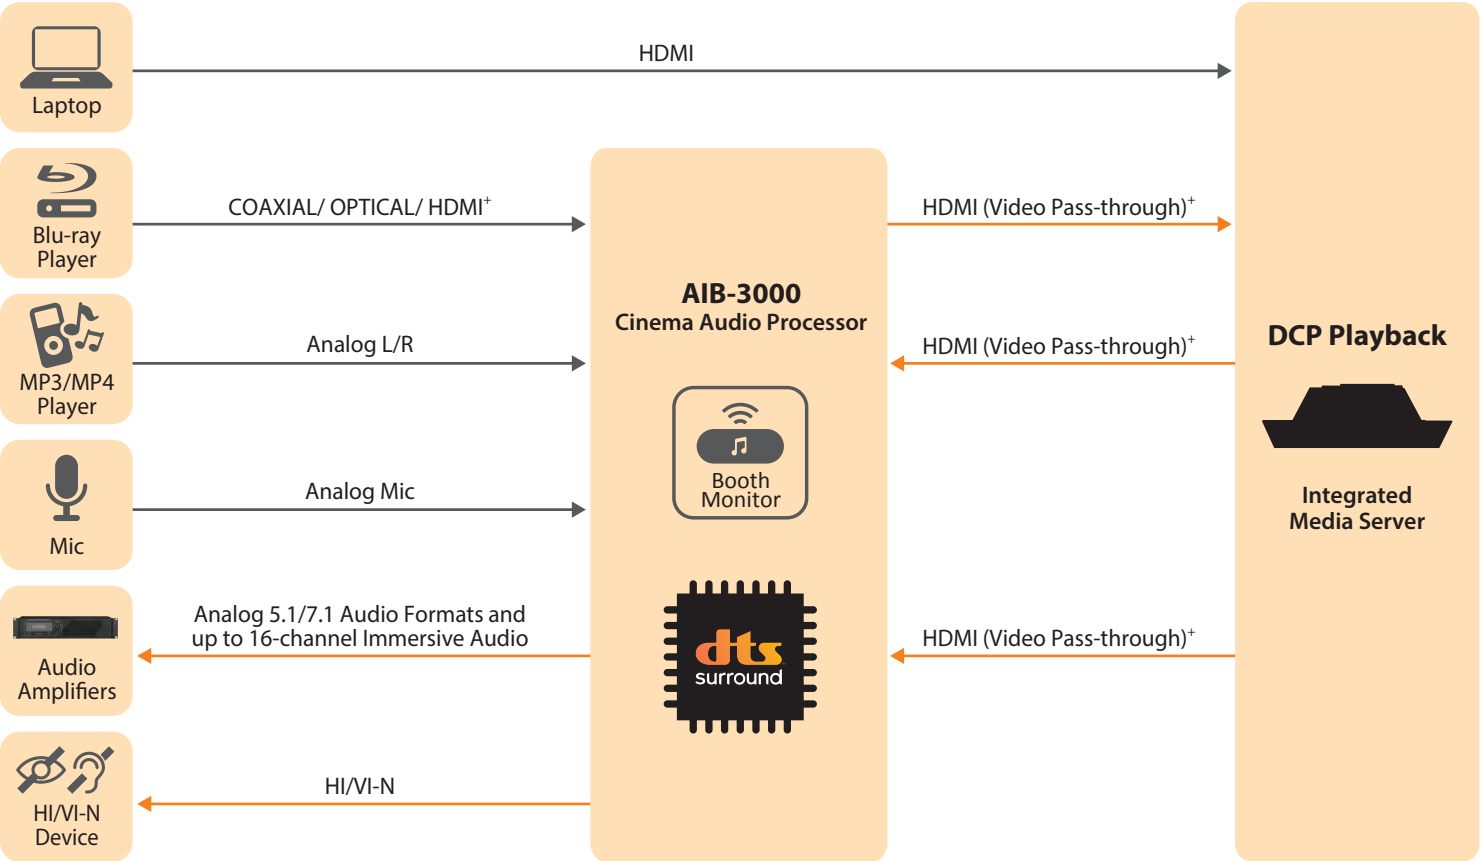 HDMI
Laptop
COAXIAL/ OPTICAL/ HDMI+
Blu-ray
Player
Analog L/R
MP3/MP4
Player
Analog Mic
Mic
Analog 5.1/7.1 Audio Formats and
up to 16-channel Immersive Audio
Audio
Amplifiers
HI/VI-N
HI/VI-N
Device
AIB-3000
Cinema Audio Processor
Booth
Monitor
dts
surround
HDMI (Video Pass-through)+
HDMI (Video Pass-through)+
HDMI (Video Pass-through)+
DCP Playback
Integrated
Media Server